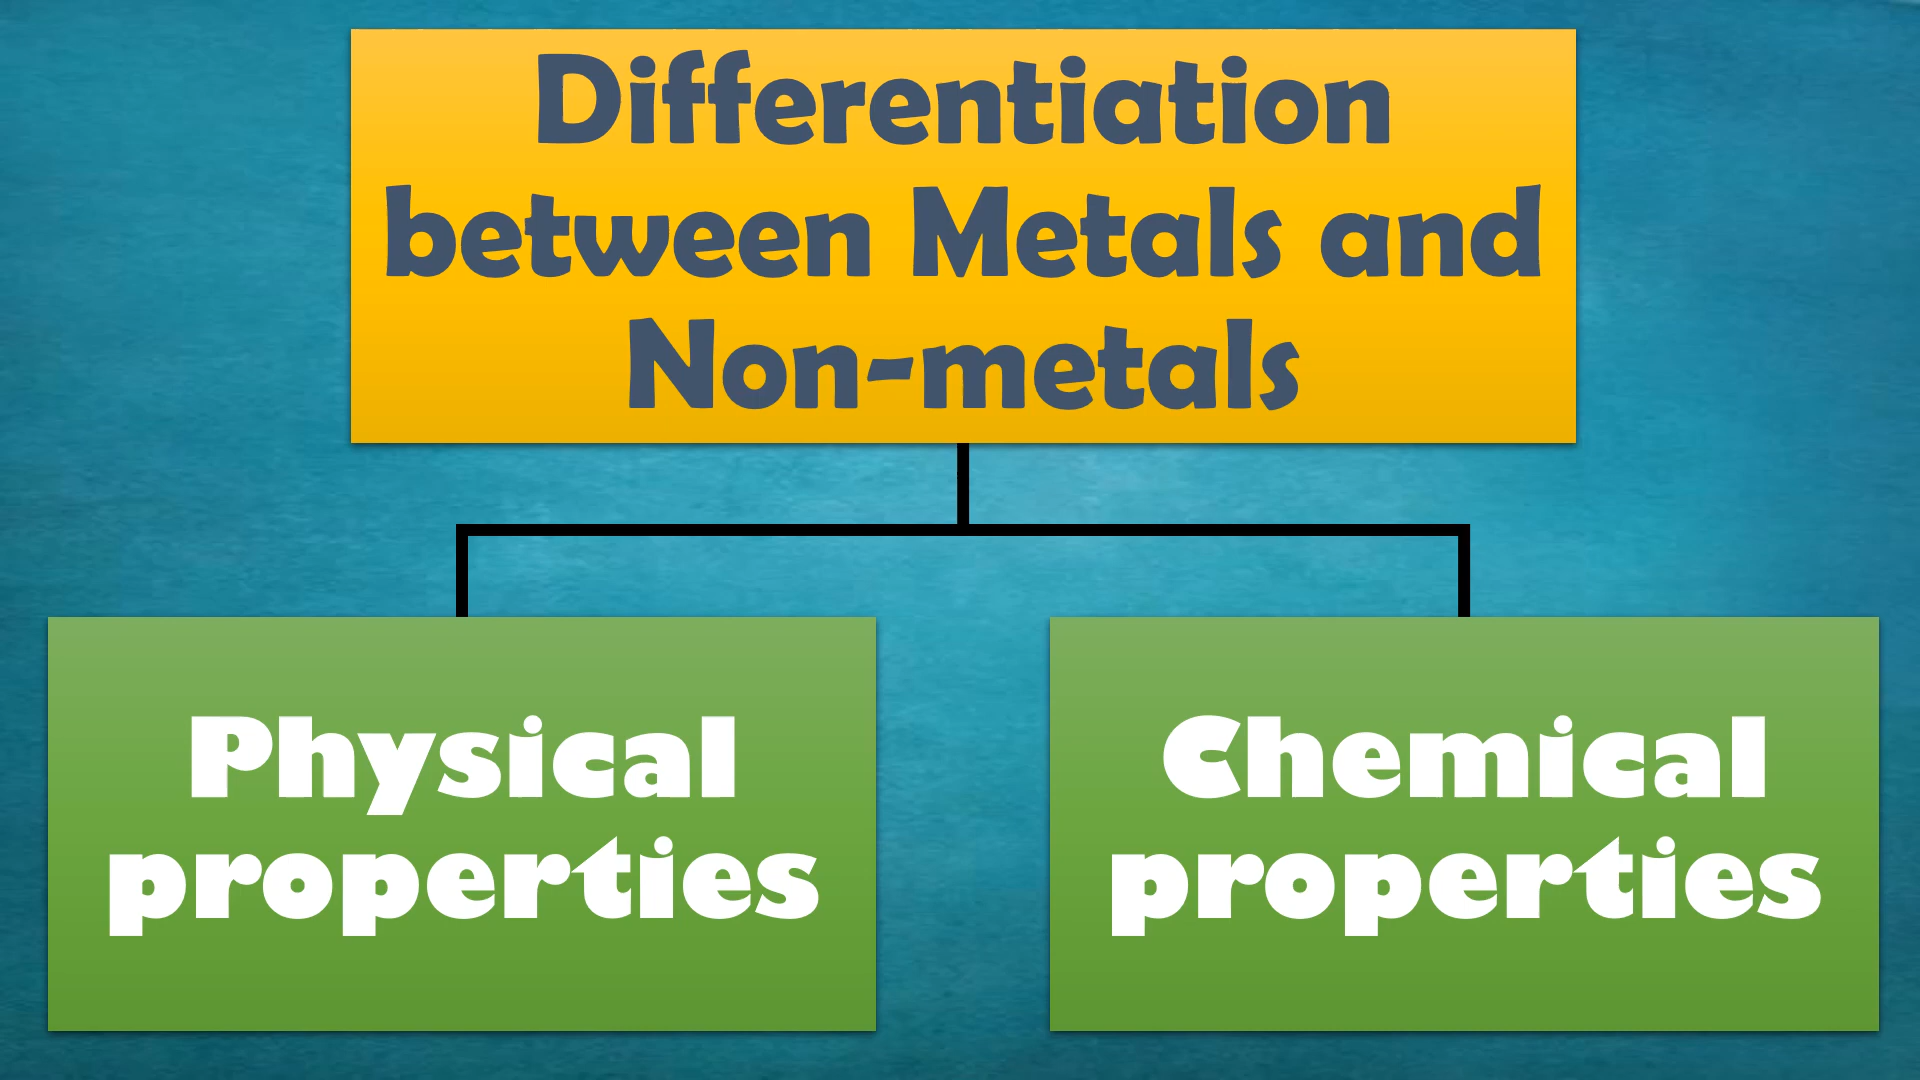 Differentiation
between Metals and
Non-metals
Physical
properties
Chemical
properties